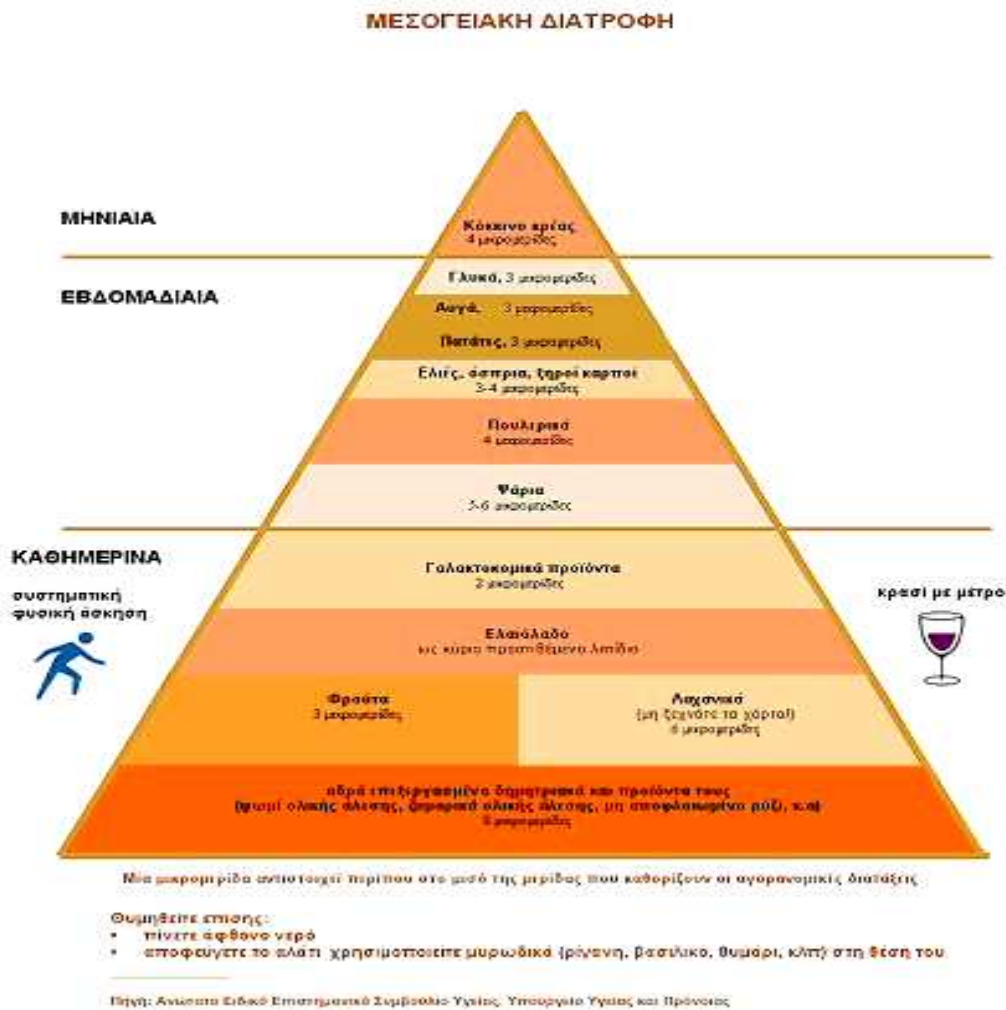 ΜΕΣΟΓΕΙΑΚΗ ΔΙΑΤΡΟΦΗ
ΜΗΝΙΑΙΑ
Κόκκινο κρέας,
4 μικρομερίδες
ΕΒΔΟΜΑΔΙΑΙΑ
Γλυκά, 3 μικρομερίδες
Αυγά, 3 μικρομερίδες
Πατάτες, 3 μικρομερίδες
Ελιές, όσπρια, ξηροί καρποί
3-4 μικρομερίδες
Πουλερικά
4 μικρομερίδες
Ψάρια
5-6 μικρομερίδες
ΚΑΘΗΜΕΡΙΝΑ
συστηματική
φυσική άσκηση
κρασί με μέτρο
Γαλακτοκομικά προϊόντα
2 μικρομερίδες
Ελαιόλαδο
ως κύριο προστιθέμενο λιπίδιο
Φρούτα
3 μικρομερίδες
Λαχανικά
(μη ξεχνάτε τα χόρτα!)
6 μικρομερίδες
αδρά επεξεργασμένα δημητριακά και προϊόντα τους
(ψωμί ολικής άλεσης, ζυμαρικά ολικής άλεσης, μη αποφλοιωμένο ρύζι, κ.α)
8 μικρομερίδες
Μία μικρομερίδα αντιστοιχεί περίπου στο μισό της μερίδας που καθορίζουν οι αγορανομικές διατάξεις
Θυμηθείτε επίσης:
• πίνετε άφθονο νερό
• αποφεύγετε το αλάτι χρησιμοποιείτε μυρωδικά (ρίγανη, βασιλικο, θυμάρι, κλπ) στη θέση του
Πηγή: Ανώτατο Ειδικό Επιστημονικό Συμβούλιο Υγείας, Υπουργείο Υγείας και Πρόνοιας